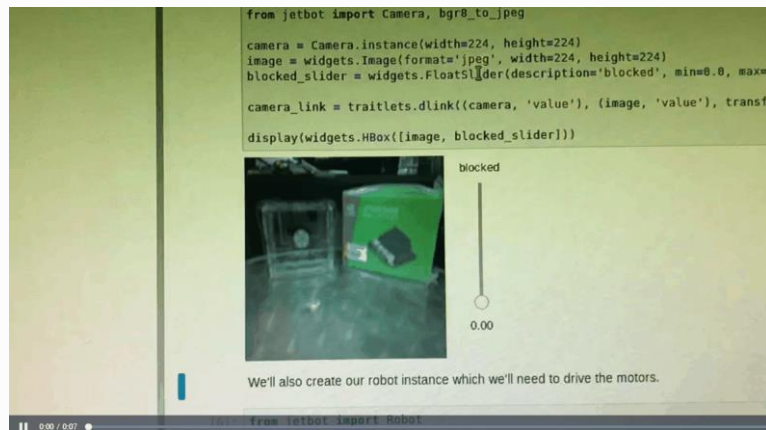 from jetbot import Camera, bgr8_to_jpeg
camera = Camera.instance(width=224, height=224)
image = widgets.Image(format='jpeg', width=224, height=224)
blocked_slider = widgets.FloatSlider(description='blocked', min=0.0, max=
camera_link = traitlets.dlink((camera, 'value'), (image, 'value'), transf
display(widgets.HBox([image, blocked_slider]))
blocked
0.00
We'll also create our robot instance which we'll need to drive the motors.
from jetbot import Robot
0:00 / 0:07